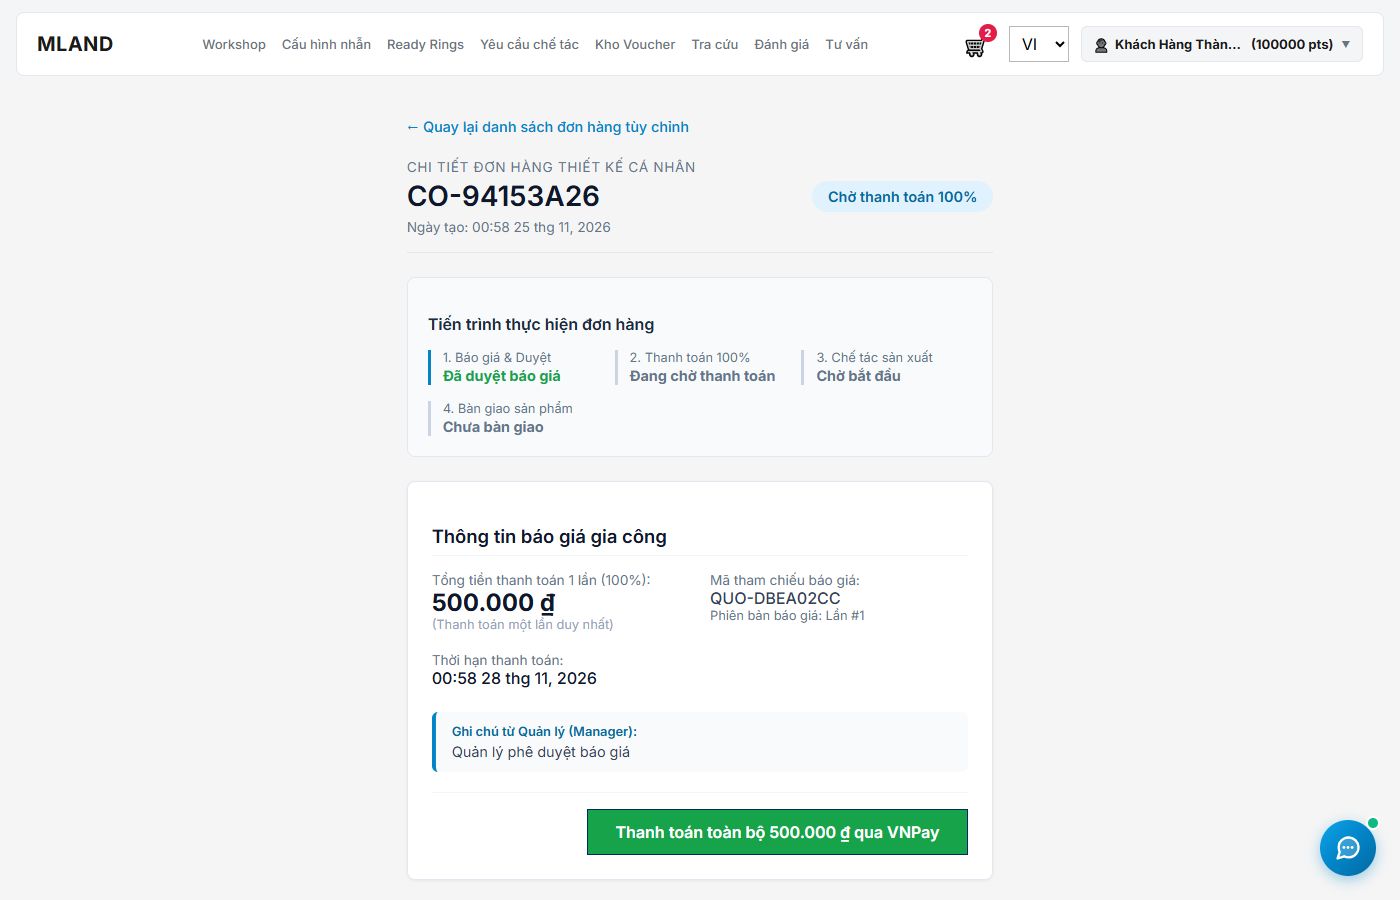 MLAND
Workshop
Cấu hình nhẫn
Ready Rings
Yêu cầu chế tác
Kho Voucher
Tra cứu
Đánh giá
Tư vấn
2
VI
Khách Hàng Thàn... (100000 pts) ▼
← Quay lại danh sách đơn hàng tùy chỉnh
CHI TIẾT ĐƠN HÀNG THIẾT KẾ CÁ NHÂN
CO-94153A26
Chờ thanh toán 100%
Ngày tạo: 00:58 25 thg 11, 2026
Tiến trình thực hiện đơn hàng
1. Báo giá & Duyệt
Đã duyệt báo giá
2. Thanh toán 100%
Đang chờ thanh toán
3. Chế tác sản xuất
Chờ bắt đầu
4. Bàn giao sản phẩm
Chưa bàn giao
Thông tin báo giá gia công
Tổng tiền thanh toán 1 lần (100%):
500.000 ₫
(Thanh toán một lần duy nhất)
Mã tham chiếu báo giá:
QUO-DBEA02CC
Phiên bản báo giá: Lần #1
Thời hạn thanh toán:
00:58 28 thg 11, 2026
Ghi chú từ Quản lý (Manager):
Quản lý phê duyệt báo giá
Thanh toán toàn bộ 500.000 ₫ qua VNPay